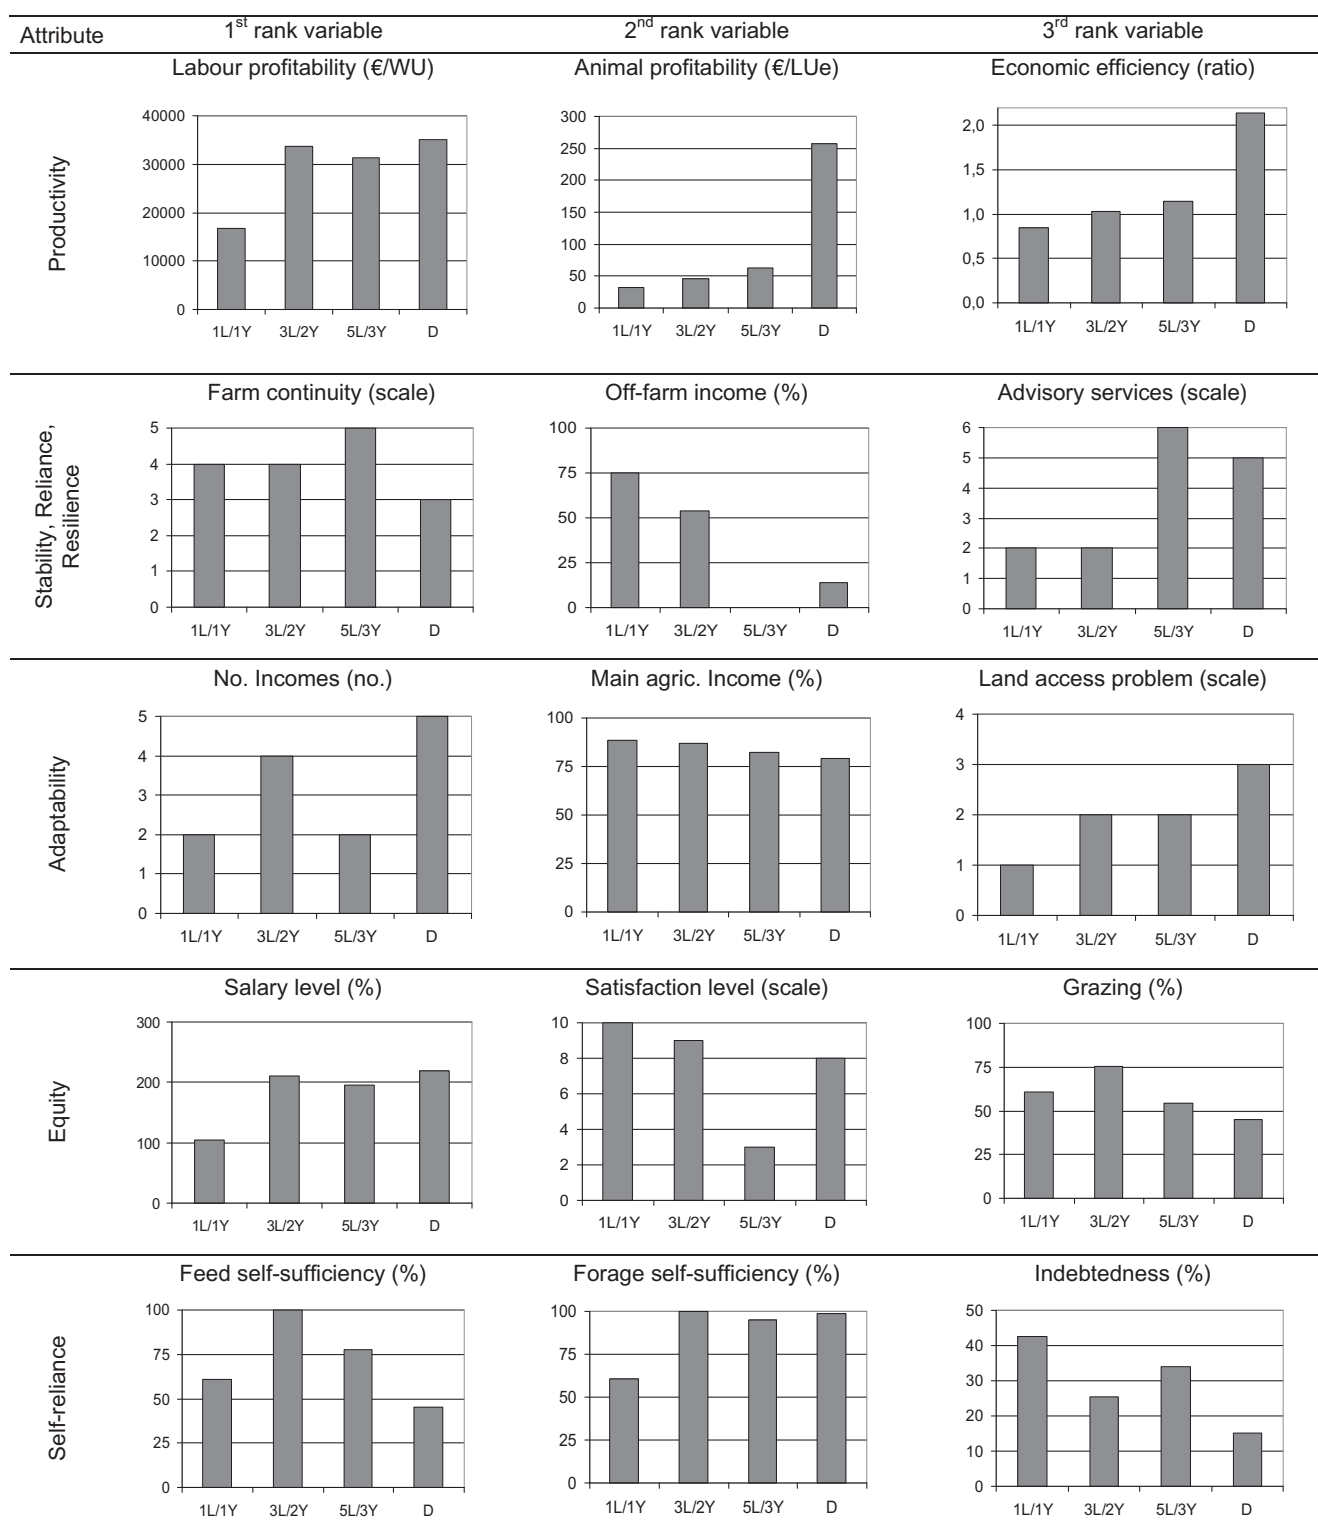 Attribute 1st rank variable 2nd rank variable 3rd rank variable
Productivity
Labour profitability (€/WU)
40000
30000
20000
10000
0
1L/1Y 3L/2Y 5L/3Y D
Animal profitability (€/LUe)
300
250
200
150
100
50
0
1L/1Y 3L/2Y 5L/3Y D
Economic efficiency (ratio)
2,0
1,5
1,0
0,5
0,0
1L/1Y 3L/2Y 5L/3Y D
Stability, Reliance,
Resilience
Farm continuity (scale)
5
4
3
2
1
0
1L/1Y 3L/2Y 5L/3Y D
Off-farm income (%)
100
75
50
25
0
1L/1Y 3L/2Y 5L/3Y D
Advisory services (scale)
6
5
4
3
2
1
0
1L/1Y 3L/2Y 5L/3Y D
Adaptability
No. Incomes (no.)
5
4
3
2
1
0
1L/1Y 3L/2Y 5L/3Y D
Main agric. Income (%)
100
75
50
25
0
1L/1Y 3L/2Y 5L/3Y D
Land access problem (scale)
4
3
2
1
0
1L/1Y 3L/2Y 5L/3Y D
Equity
Salary level (%)
300
200
100
0
1L/1Y 3L/2Y 5L/3Y D
Satisfaction level (scale)
10
8
6
4
2
0
1L/1Y 3L/2Y 5L/3Y D
Grazing (%)
100
75
50
25
0
1L/1Y 3L/2Y 5L/3Y D
Self-reliance
Feed self-sufficiency (%)
100
75
50
25
0
1L/1Y 3L/2Y 5L/3Y D
Forage self-sufficiency (%)
100
75
50
25
0
1L/1Y 3L/2Y 5L/3Y D
Indebtedness (%)
50
40
30
20
10
0
1L/1Y 3L/2Y 5L/3Y D